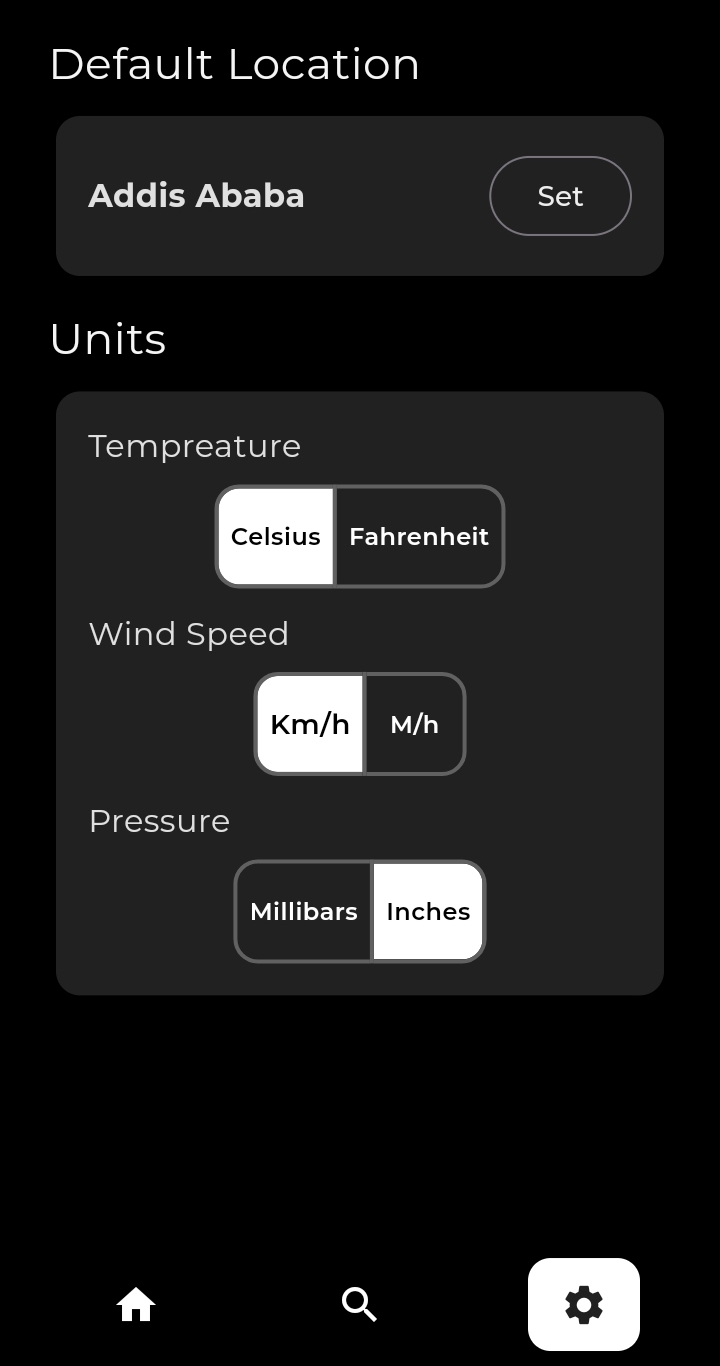 Default Location
Addis Ababa
Set
Units
Tempreature
Celsius Fahrenheit
Wind Speed
Km/h M/h
Pressure
Millibars Inches